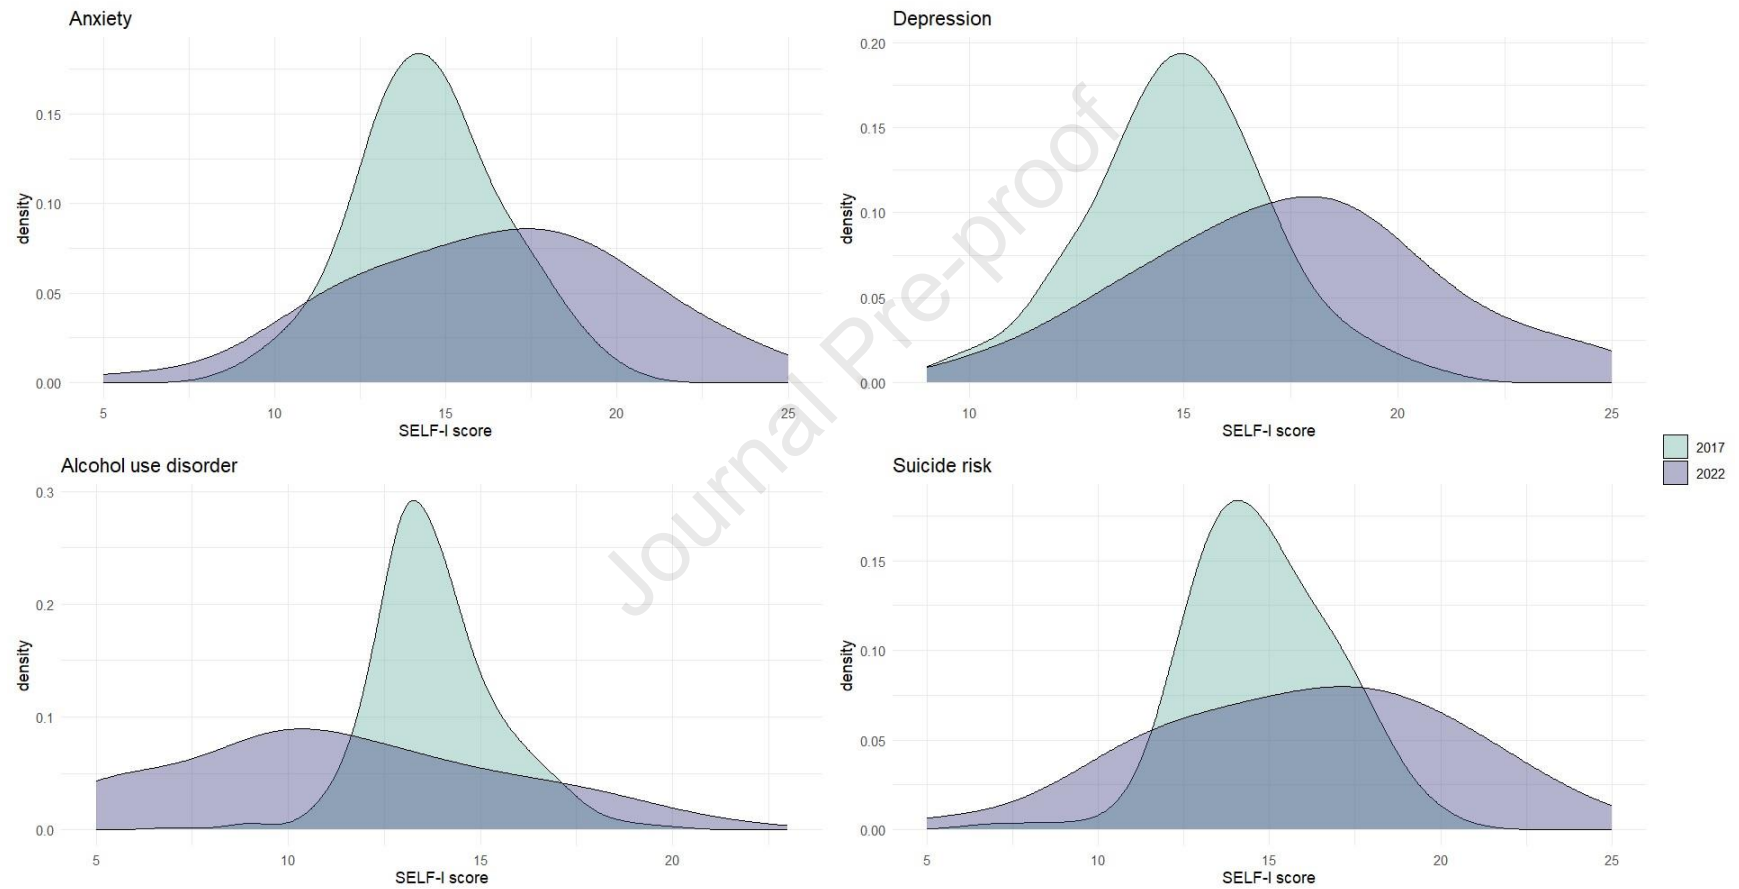 Anxiety
0.15
0.10
0.05
0.00
density
5 10 15 20 25
SELF-I score
Depression
0.20
0.15
0.10
0.05
0.00
density
10 15 20 25
SELF-I score
Alcohol use disorder
0.3
0.2
0.1
0.0
density
5 10 15 20
SELF-I score
Suicide risk
0.15
0.10
0.05
0.00
density
5 10 15 20 25
SELF-I score
2017
2022
Journal Pre-proof